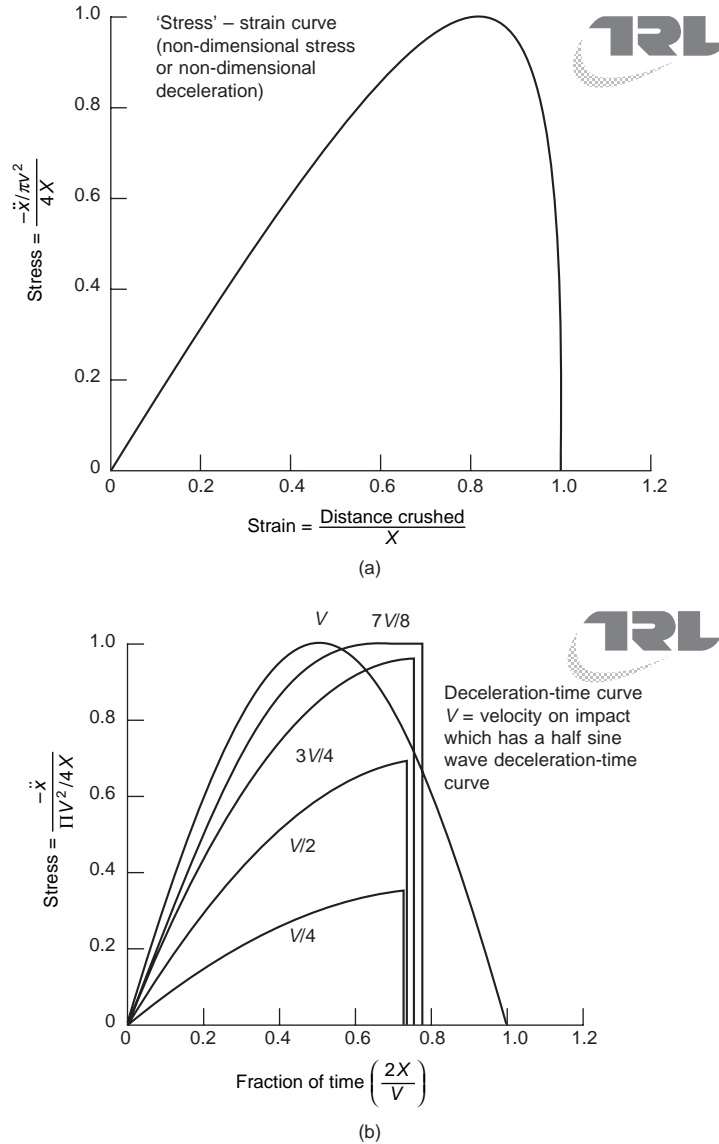 'Stress' – strain curve
(non-dimensional stress
or non-dimensional
deceleration)
TRL
1.0
0.8
0.6
0.4
0.2
0
Stress = −ẍ/πv² / 4X
0 0.2 0.4 0.6 0.8 1.0 1.2
Strain = Distance crushed / X
(a)
TRL
V 7V/8
1.0
0.8
0.6
0.4
0.2
0
Deceleration-time curve
V = velocity on impact
which has a half sine
wave deceleration-time
curve
3V/4
V/2
V/4
Stress = −ẍ / ΠV²/4X
0 0.2 0.4 0.6 0.8 1.0 1.2
Fraction of time (2X/V)
(b)